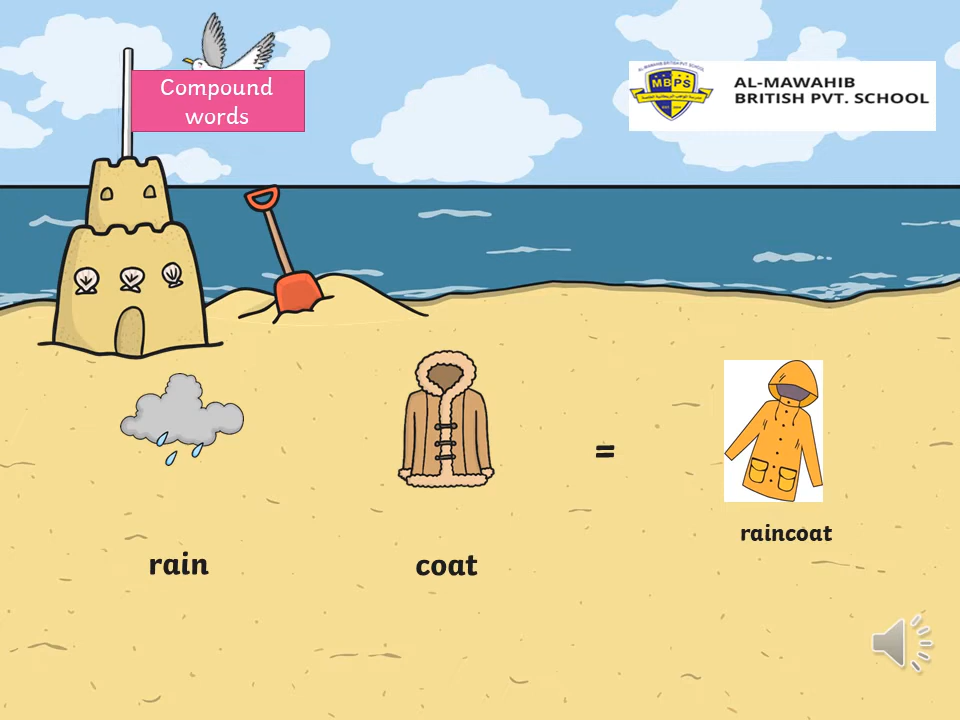 Compound
words
MBPS
AL-MAWAHIB
BRITISH PVT. SCHOOL
=
raincoat
rain
coat